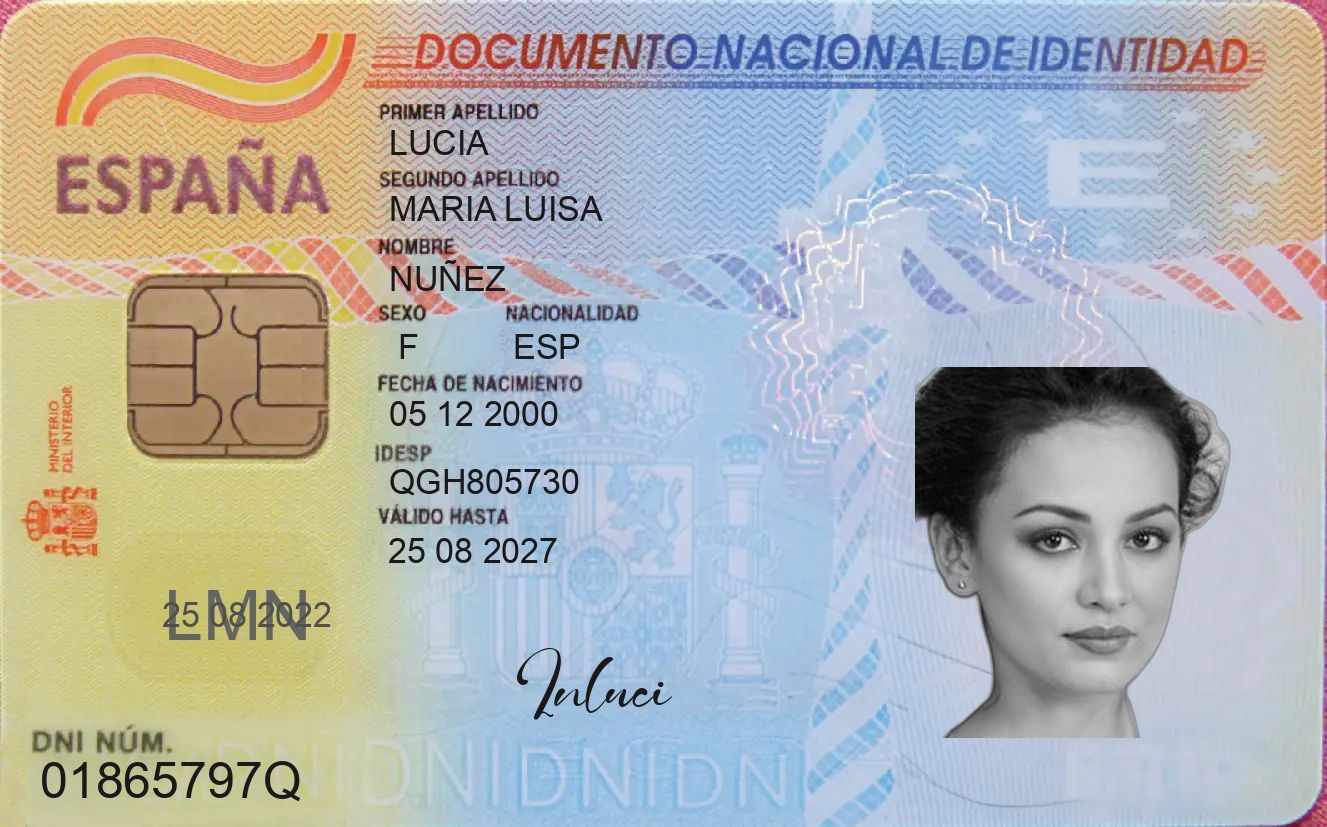 DOCUMENTO NACIONAL DE IDENTIDAD
ESPAÑA
PRIMER APELLIDO
LUCIA
SEGUNDO APELLIDO
MARIA LUISA
NOMBRE
NUÑEZ
SEXO NACIONALIDAD
F ESP
FECHA DE NACIMIENTO
05 12 2000
IDESP
QGH805730
VÁLIDO HASTA
25 08 2027
MINISTERIO
DEL INTERIOR
E
LMN
25 08 2022
Inluci
DNI NÚM.
01865797Q
DNIDNIDNIDNI